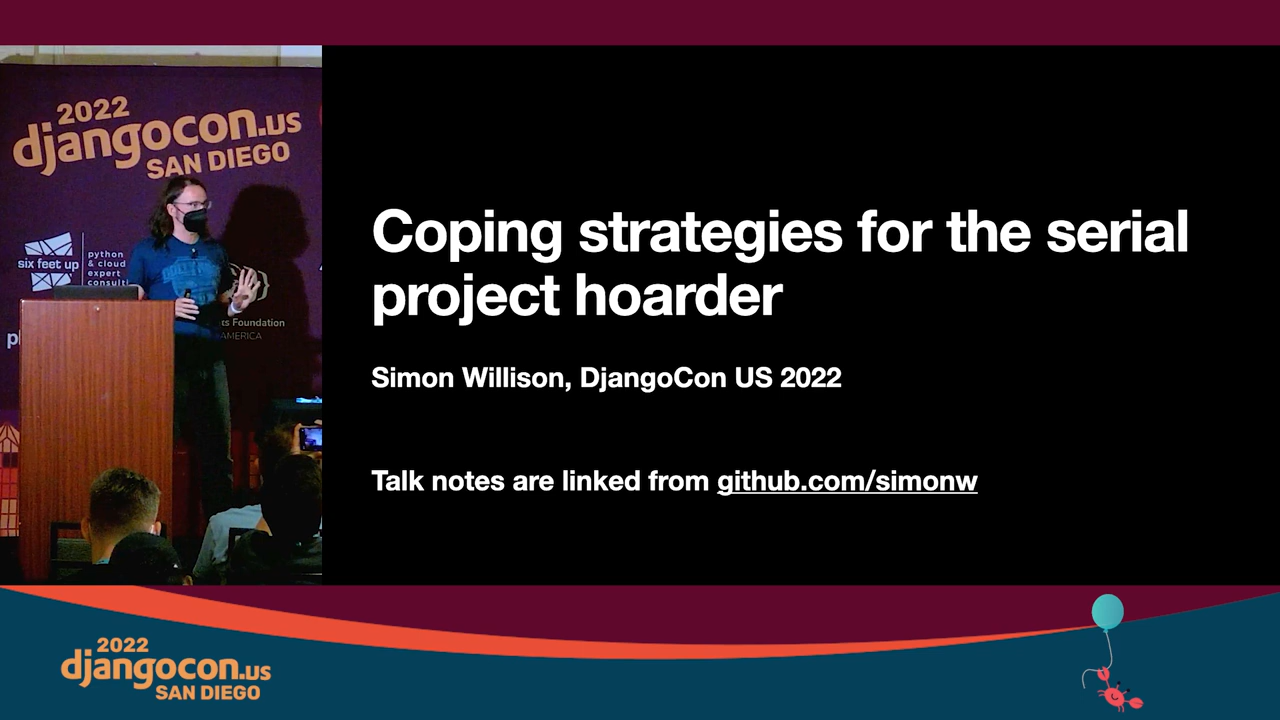 2022
djangocon.us
SAN DIEGO
six feet up
python
& cloud
expert
Foundation
AMERICA
Coping strategies for the serial
project hoarder
Simon Willison, DjangoCon US 2022
Talk notes are linked from github.com/simonw
2022
djangocon.us
SAN DIEGO